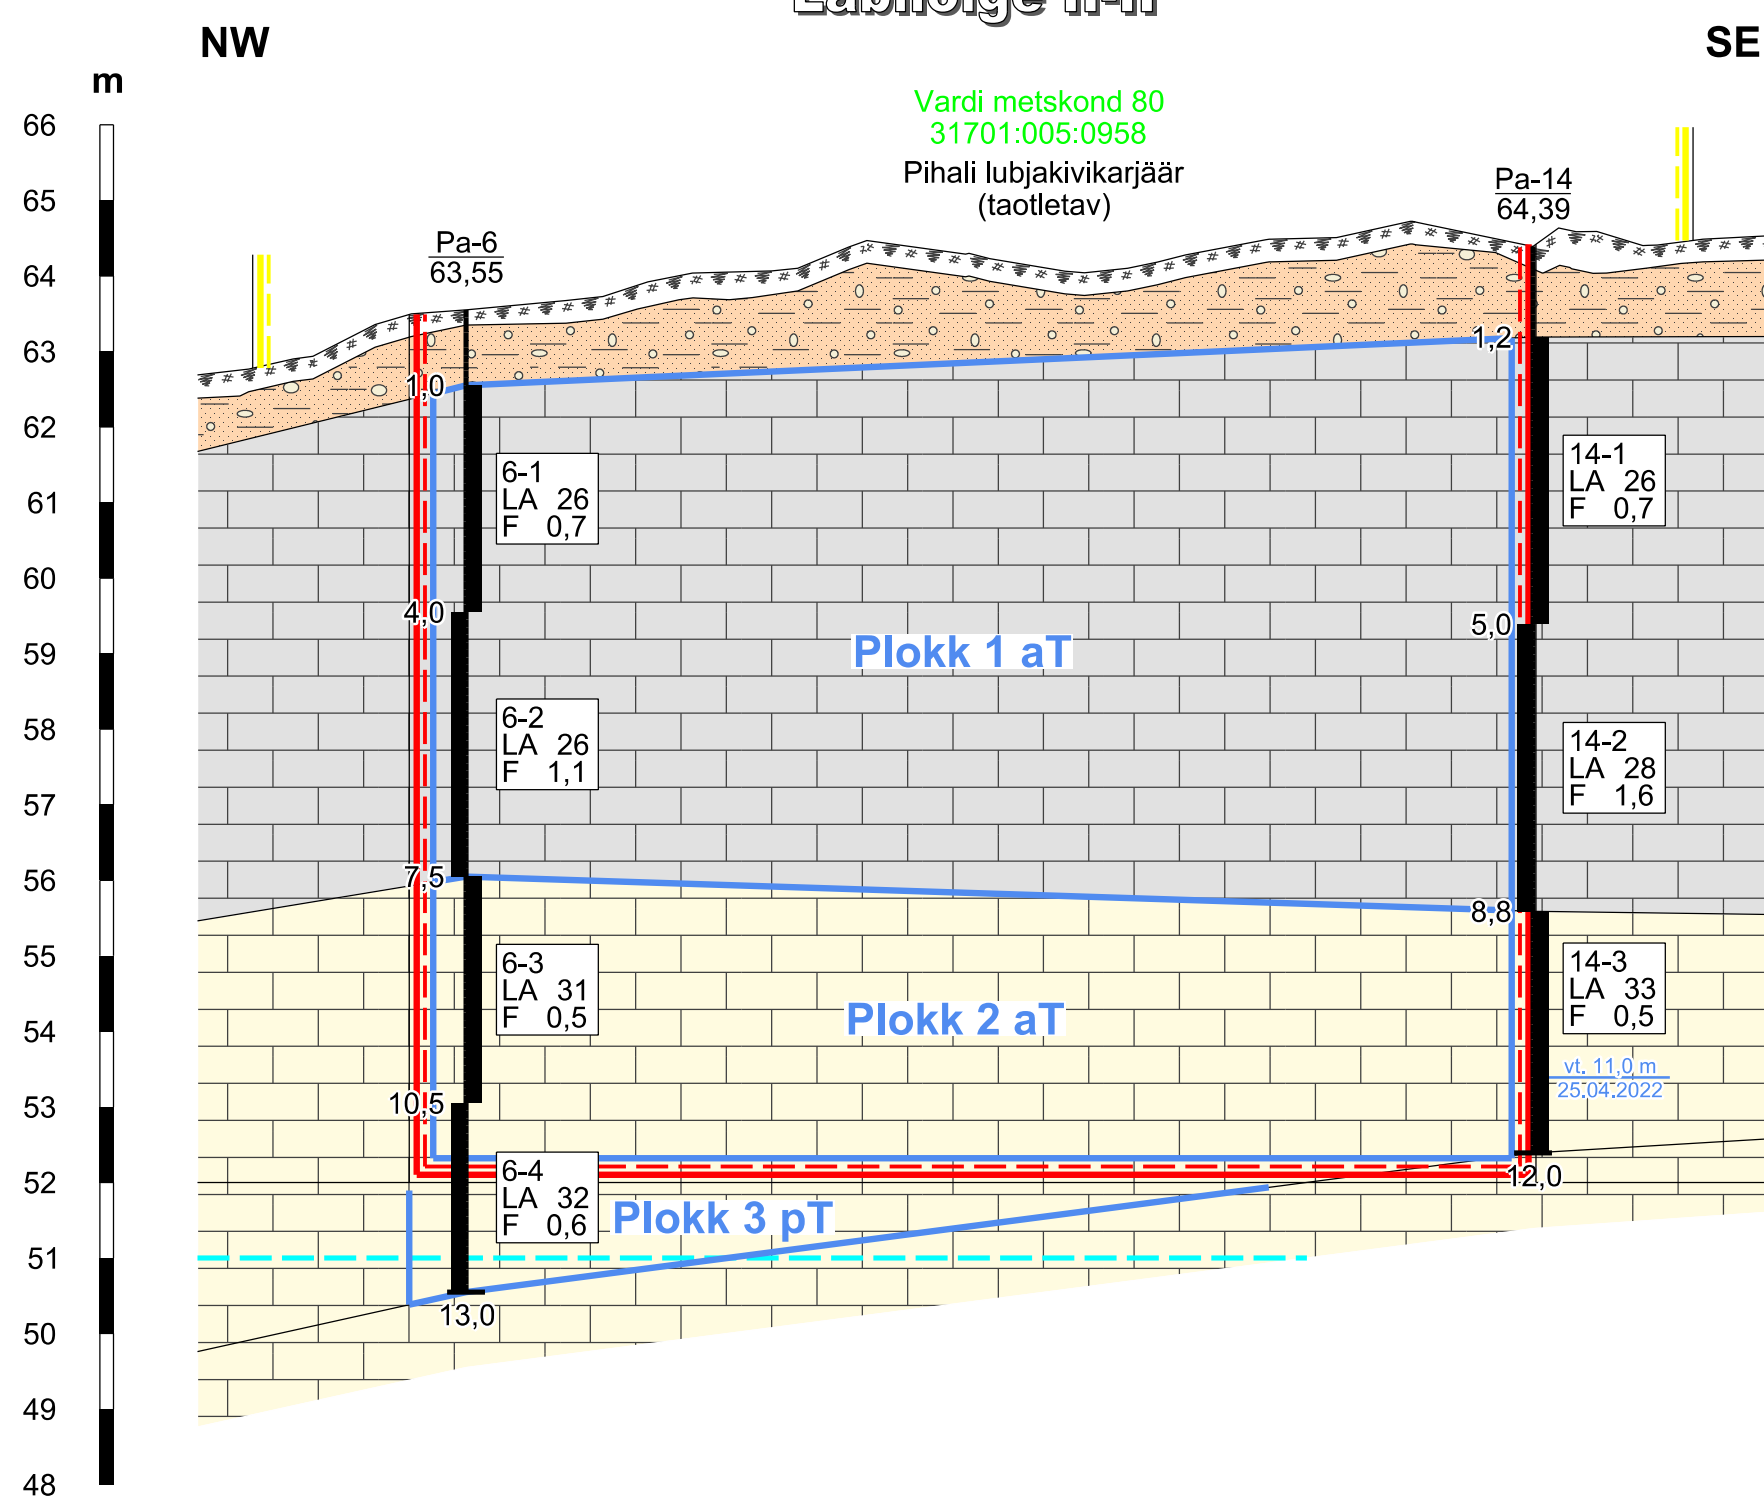 Läbilõige II-II
NW
SE
m
Vardi metskond 80
31701:005:0958
Pihali lubjakivikarjäär
(taotletav)
66
65
64
63
62
61
60
59
58
57
56
55
54
53
52
51
50
49
48
Pa-6
63,55
1,0
4,0
7,5
10,5
13,0
6-1
LA 26
F 0,7
6-2
LA 26
F 1,1
6-3
LA 31
F 0,5
6-4
LA 32
F 0,6
Plokk 1 aT
Plokk 2 aT
Plokk 3 pT
Pa-14
64,39
1,2
5,0
8,8
12,0
14-1
LA 26
F 0,7
14-2
LA 28
F 1,6
14-3
LA 33
F 0,5
vt. 11,0 m
25.04.2022